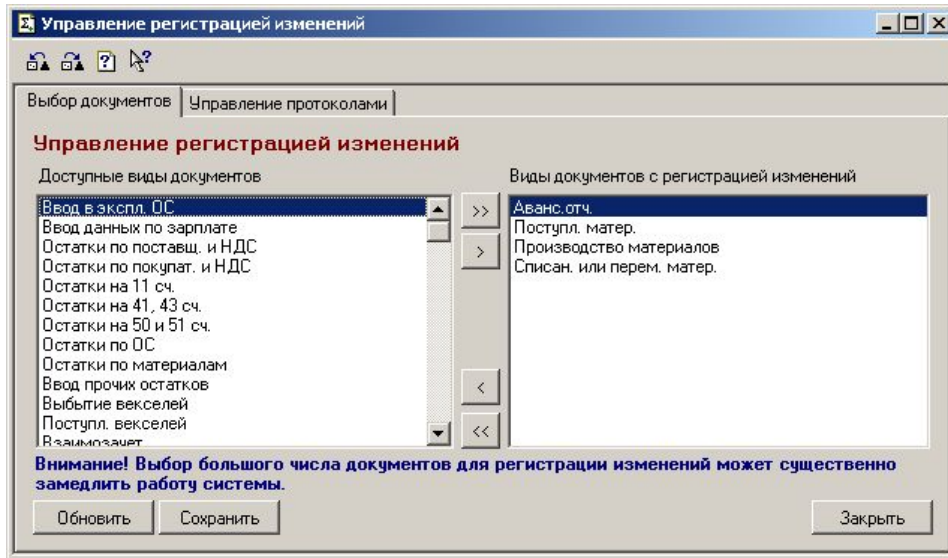 Управление регистрацией изменений
Выбор документов
Управление протоколами
Управление регистрацией изменений
Доступные виды документов
Виды документов с регистрацией изменений
Ввод в экспл. ОС
Ввод данных по зарплате
Остатки по поставщ. и НДС
Остатки по покупат. и НДС
Остатки на 11 сч.
Остатки на 41, 43 сч.
Остатки на 50 и 51 сч.
Остатки по ОС
Остатки по материалам
Ввод прочих остатков
Выбытие векселей
Поступл. векселей
Взаимозачет
>>
>
<
<<
Аванс.отч.
Поступл. матер.
Производство материалов
Списан. или перем. матер.
Внимание! Выбор большого числа документов для регистрации изменений может существенно
замедлить работу системы.
Обновить
Сохранить
Закрыть